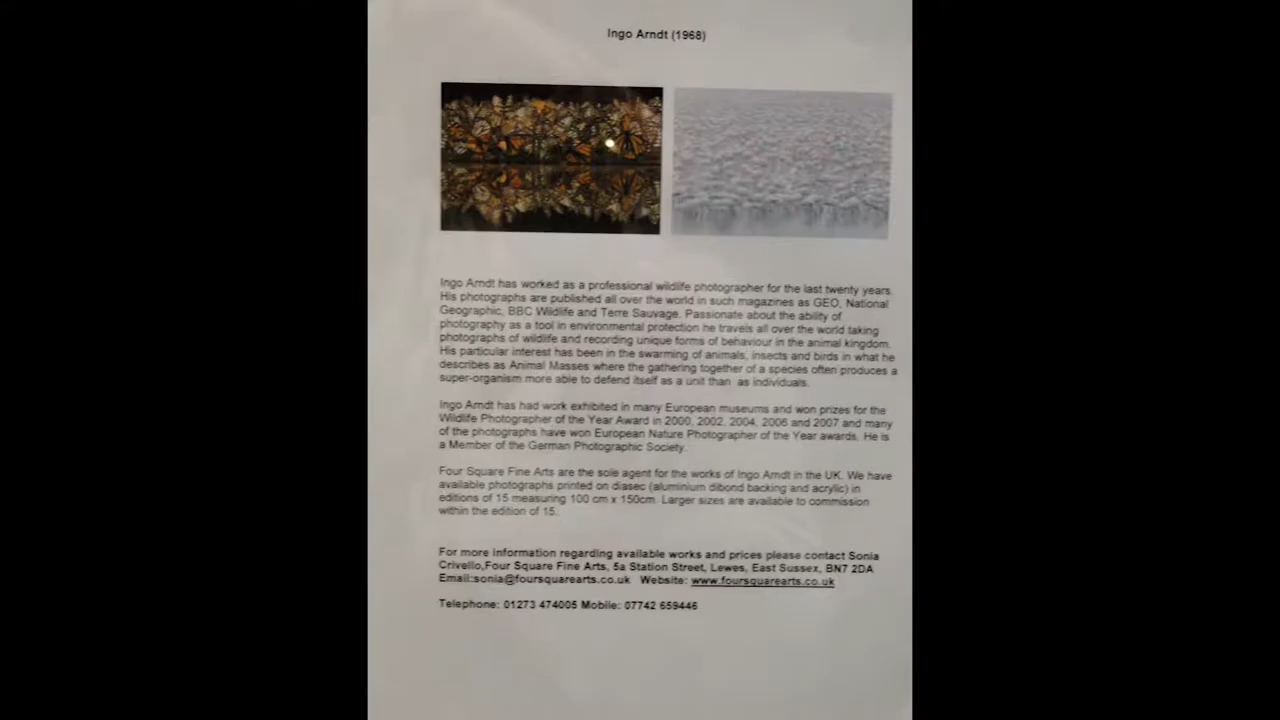 Ingo Arndt (1968)
Ingo Arndt has worked as a professional wildlife photographer for the last twenty years.
His photographs are published all over the world in such magazines as GEO, National
Geographic, BBC Wildlife and Terre Sauvage. Passionate about the ability of
photography as a tool in environmental protection he travels all over the world taking
photographs of wildlife and recording unique forms of behaviour in the animal kingdom.
His particular interest has been in the swarming of animals, insects and birds in what he
describes as Animal Masses where the gathering together of a species often produces a
super-organism more able to defend itself as a unit than as individuals.
Ingo Arndt has had work exhibited in many European museums and won prizes for the
Wildlife Photographer of the Year Award in 2000, 2002, 2004, 2006 and 2007 and many
of the photographs have won European Nature Photographer of the Year awards. He is
a Member of the German Photographic Society.
Four Square Fine Arts are the sole agent for the works of Ingo Arndt in the UK. We have
available photographs printed on diasec (aluminium dibond backing and acrylic) in
editions of 15 measuring 100 cm x 150cm. Larger sizes are available to commission
within the edition of 15.
For more information regarding available works and prices please contact Sonia
Crivello,Four Square Fine Arts, 5a Station Street, Lewes, East Sussex, BN7 2DA
Email:sonia@foursquarearts.co.uk Website: www.foursquarearts.co.uk
Telephone: 01273 474005 Mobile: 07742 659446